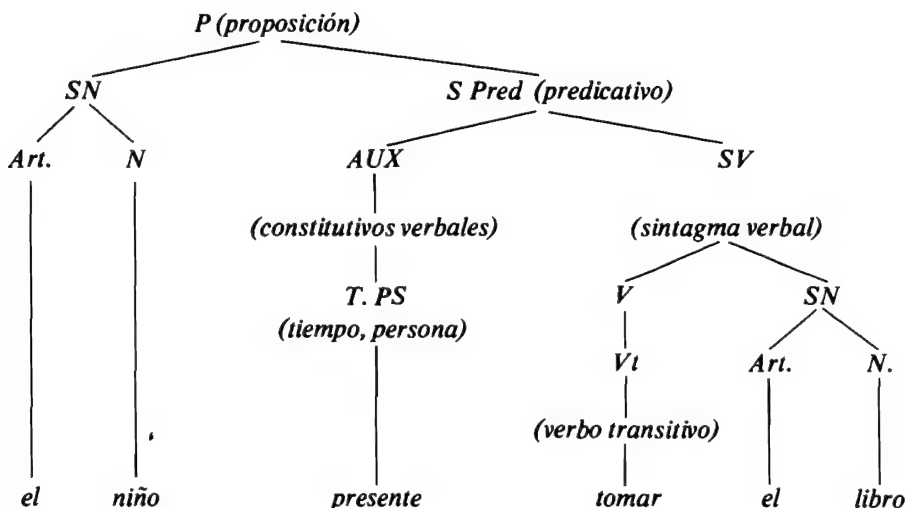 P (proposición)
SN S Pred (predicativo)
Art. N AUX SV
(constitutivos verbales) (sintagma verbal)
T. PS V SN
(tiempo, persona)
Vt Art. N.
(verbo transitivo)
el niño presente tomar el libro